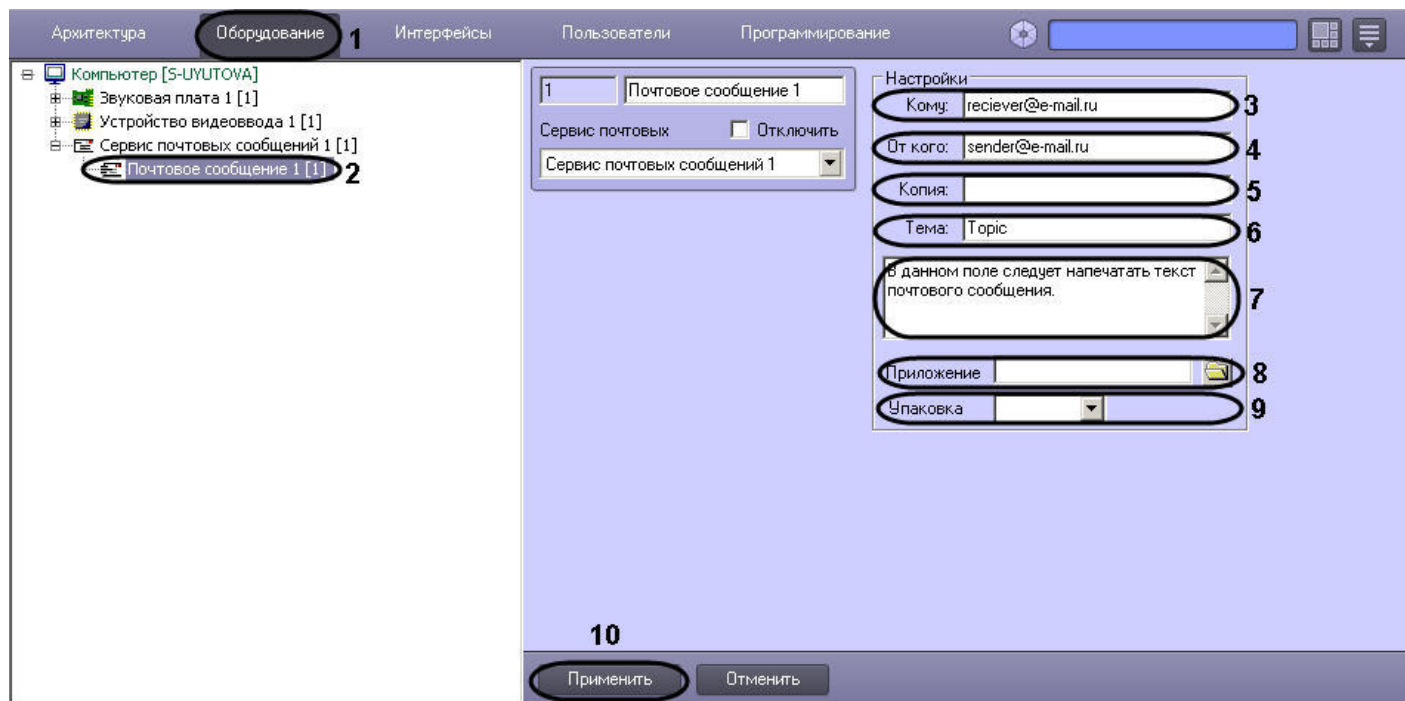 Архитектура
Оборудование
1
Интерфейсы
Пользователи
Программирование
Компьютер [S-UYUTOVA]
Звуковая плата 1 [1]
Устройство видеоввода 1 [1]
Сервис почтовых сообщений 1 [1]
Почтовое сообщение 1 [1]
2
1
Почтовое сообщение 1
Сервис почтовых
Отключить
Сервис почтовых сообщений 1
Настройки
Кому: reciever@e-mail.ru
3
От кого: sender@e-mail.ru
4
Копия:
5
Тема: Topic
6
В данном поле следует напечатать текст
почтового сообщения.
7
Приложение
8
Упаковка
9
10
Применить
Отменить